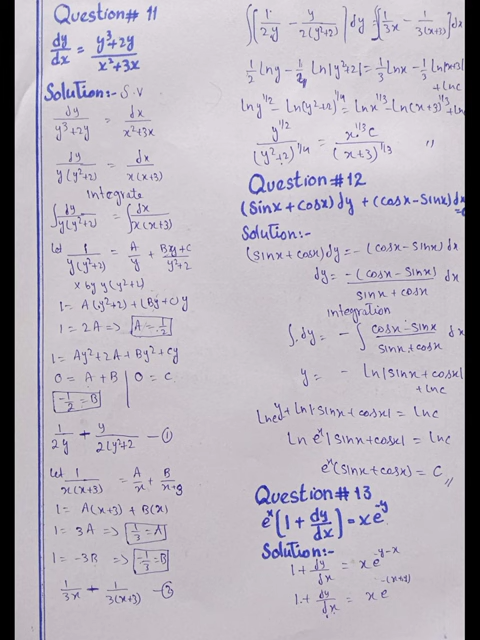 Question# 11
dy/dx = y³+2y / x²+3x
Solution:- S.V
dy/y³+2y = dx/x²+3x
dy/y(y²+2) = dx/x(x+3)
integrate
∫dy/y(y²+2) = ∫dx/x(x+3)
let 1/y(y²+2) = A/y + By+C/y²+2
x by y(y²+2)
1 = A(y²+2) + (By+C)y
1 = 2A => A = 1/2
1 = Ay²+2A+By²+Cy
0 = A+B | 0 = C
-1/2 = B
1/2y + y/2(y²+2 — ①
let 1/x(x+3) = A/x + B/x+3
1 = A(x+3) + B(x)
1 = 3A => 1/3 = A
1 = -3B => -1/3 = B
1/3x + 1/3(x+3) — ②
∫[1/2y - y/2(y²+2)]dy = ∫[1/3x - 1/3(x+3)]dx
1/2 lny - 1/4 ln|y²+2| = 1/3 lnx - 1/3 ln|x+3|
+ lnc
ln y^1/2 - ln(y²+2)^1/4 = ln x^1/3 - ln(x+3)^1/3 + lnc
y^1/2/(y²+2)^1/4 = x^1/3 c/(x+3)^1/3 //
Question#12
(Sinx + Cosx)dy + (Cosx - Sinx)dx
=0
Solution:-
(sinx + cosx)dy = -(cosx - sinx)dx
dy = -(cosx - sinx)/sinx + cosx dx
integration
∫.dy = -∫ cosx - sinx/sinx + cosx dx
y = - ln|sinx + cosx|
+ lnc
ln e^y + ln|sinx + cosx| = lnc
ln e^x |sinx + cosx| = lnc
e^x (sinx + cosx) = C //
Question# 13
e^x [1 + dy/dx] = x e^-y
Solution:-
1 + dy/dx = x e^-y-x
1 + dy/dx = x e^-(x+y)